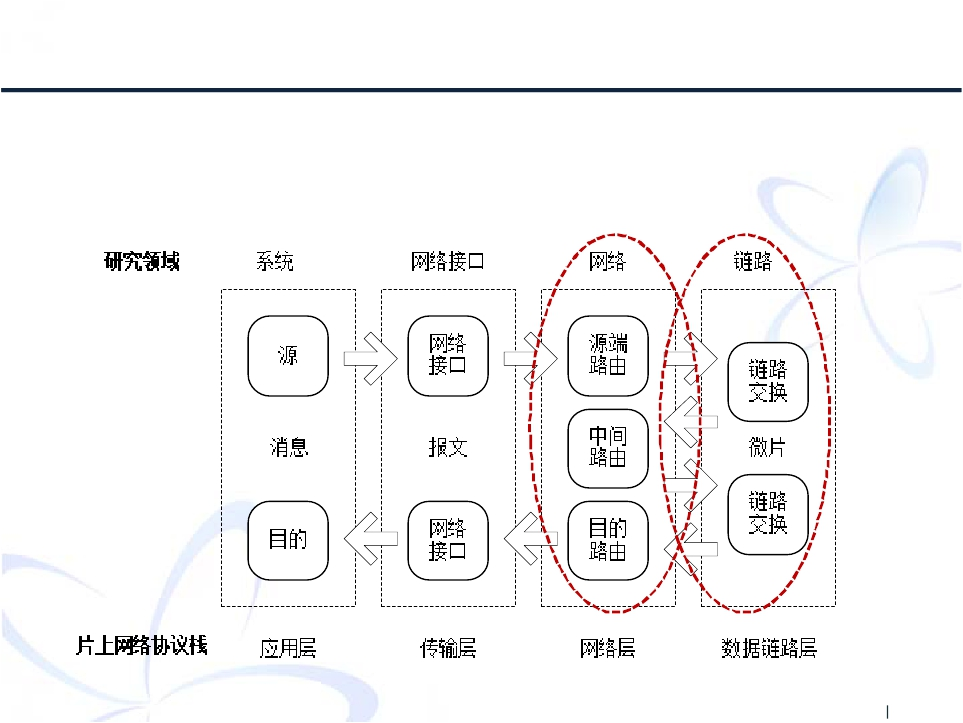 研究领域 系统 网络接口 网络 链路
源
网络
接口
源端
路由
链路
交换
中间
路由
消息 报文 微片
目的
网络
接口
目的
路由
链路
交换
片上网络协议栈 应用层 传输层 网络层 数据链路层